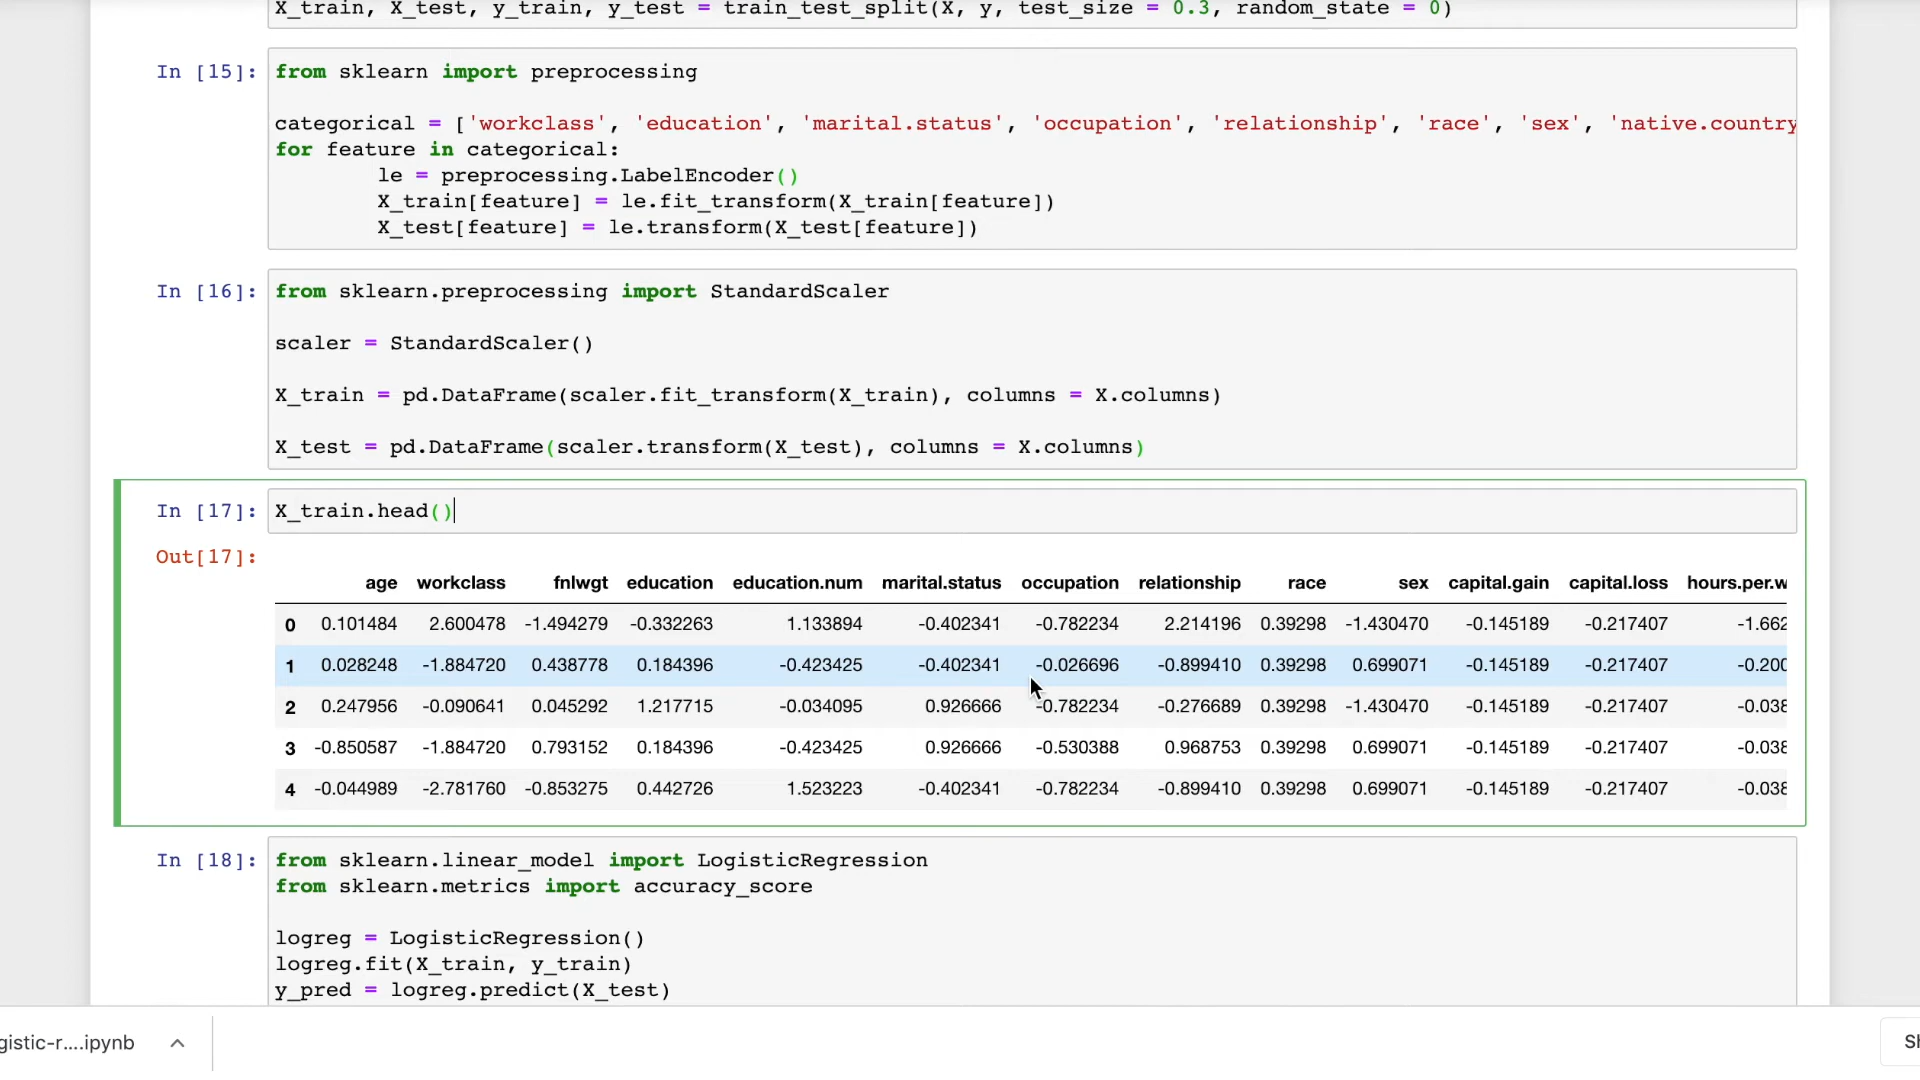 X_train, X_test, y_train, y_test = train_test_split(X, y, test_size = 0.3, random_state = 0)
In [15]: from sklearn import preprocessing
categorical = ['workclass', 'education', 'marital.status', 'occupation', 'relationship', 'race', 'sex', 'native.country
for feature in categorical:
le = preprocessing.LabelEncoder()
X_train[feature] = le.fit_transform(X_train[feature])
X_test[feature] = le.transform(X_test[feature])
In [16]: from sklearn.preprocessing import StandardScaler
scaler = StandardScaler()
X_train = pd.DataFrame(scaler.fit_transform(X_train), columns = X.columns)
X_test = pd.DataFrame(scaler.transform(X_test), columns = X.columns)
In [17]: X_train.head()
Out[17]:
age workclass fnlwgt education education.num marital.status occupation relationship race sex capital.gain capital.loss hours.per.w
0 0.101484 2.600478 -1.494279 -0.332263 1.133894 -0.402341 -0.782234 2.214196 0.39298 -1.430470 -0.145189 -0.217407 -1.662
1 0.028248 -1.884720 0.438778 0.184396 -0.423425 -0.402341 -0.026696 -0.899410 0.39298 0.699071 -0.145189 -0.217407 -0.200
2 0.247956 -0.090641 0.045292 1.217715 -0.034095 0.926666 -0.782234 -0.276689 0.39298 -1.430470 -0.145189 -0.217407 -0.038
3 -0.850587 -1.884720 0.793152 0.184396 -0.423425 0.926666 -0.530388 0.968753 0.39298 0.699071 -0.145189 -0.217407 -0.038
4 -0.044989 -2.781760 -0.853275 0.442726 1.523223 -0.402341 -0.782234 -0.899410 0.39298 0.699071 -0.145189 -0.217407 -0.038
In [18]: from sklearn.linear_model import LogisticRegression
from sklearn.metrics import accuracy_score
logreg = LogisticRegression()
logreg.fit(X_train, y_train)
y_pred = logreg.predict(X_test)
gistic-r....ipynb
Sh